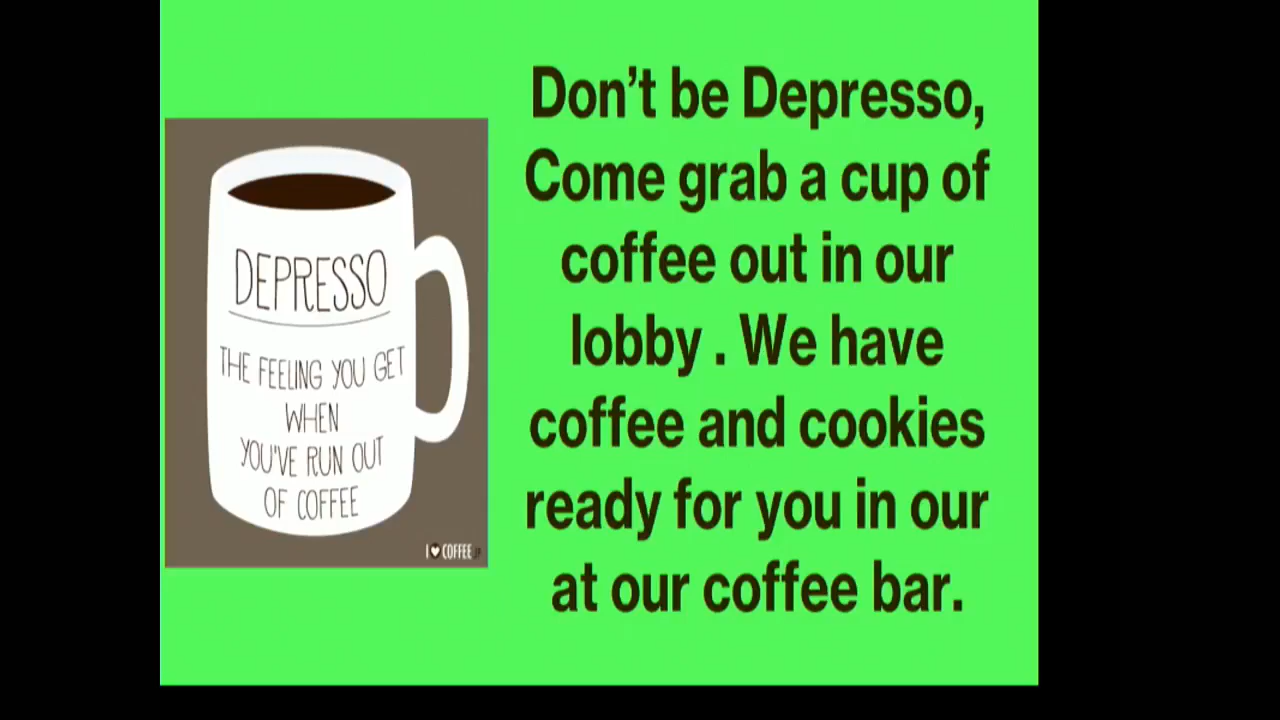 Don’t be Depresso,
Come grab a cup of
coffee out in our
lobby . We have
coffee and cookies
ready for you in our
at our coffee bar.
DEPRESSO
THE FEELING YOU GET
WHEN
YOU'VE RUN OUT
OF COFFEE
I ♥ COFFEE JP